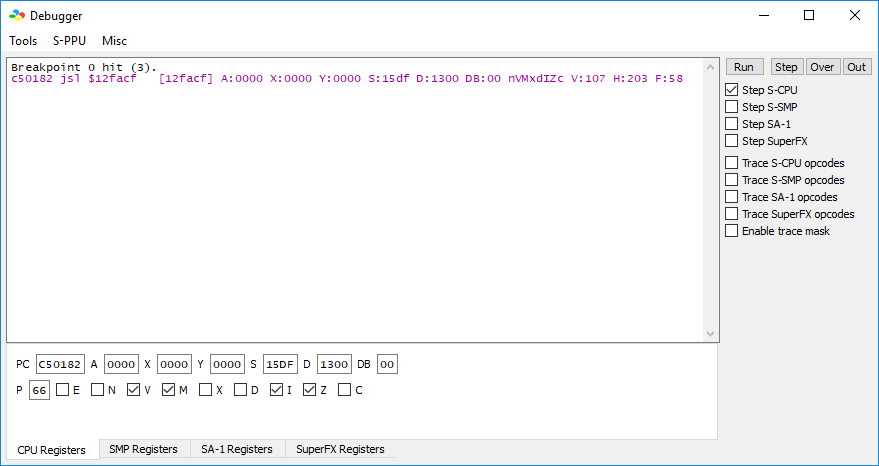 Debugger
Tools S-PPU Misc
Breakpoint 0 hit (3).
c50182 jsl $12facf   [12facf] A:0000 X:0000 Y:0000 S:15df D:1300 DB:00 nVMxdIZc V:107 H:203 F:58
Run Step Over Out
Step S-CPU
Step S-SMP
Step SA-1
Step SuperFX
Trace S-CPU opcodes
Trace S-SMP opcodes
Trace SA-1 opcodes
Trace SuperFX opcodes
Enable trace mask
PC C50182 A 0000 X 0000 Y 0000 S 15DF D 1300 DB 00
P 66 E N V M X D I Z C
CPU Registers SMP Registers SA-1 Registers SuperFX Registers